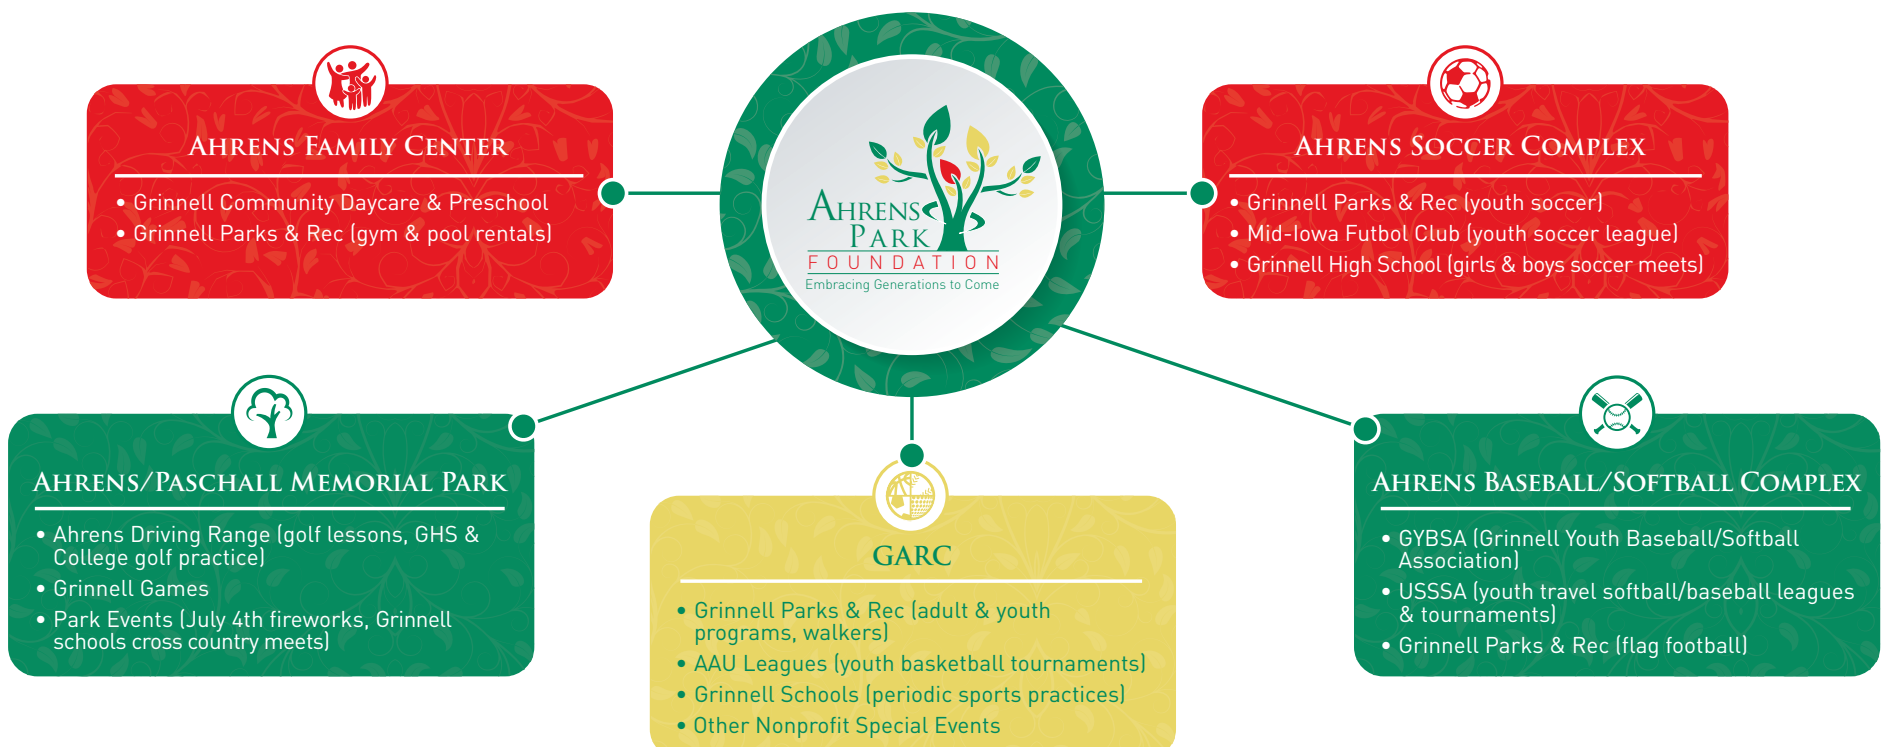 AHRENS FAMILY CENTER
• Grinnell Community Daycare & Preschool
• Grinnell Parks & Rec (gym & pool rentals)
AHRENS
PARK
FOUNDATION
Embracing Generations to Come
AHRENS SOCCER COMPLEX
• Grinnell Parks & Rec (youth soccer)
• Mid-Iowa Futbol Club (youth soccer league)
• Grinnell High School (girls & boys soccer meets)
AHRENS/PASCHALL MEMORIAL PARK
• Ahrens Driving Range (golf lessons, GHS &
College golf practice)
• Grinnell Games
• Park Events (July 4th fireworks, Grinnell
schools cross country meets)
GARC
• Grinnell Parks & Rec (adult & youth
programs, walkers)
• AAU Leagues (youth basketball tournaments)
• Grinnell Schools (periodic sports practices)
• Other Nonprofit Special Events
AHRENS BASEBALL/SOFTBALL COMPLEX
• GYBSA (Grinnell Youth Baseball/Softball
Association)
• USSSA (youth travel softball/baseball leagues
& tournaments)
• Grinnell Parks & Rec (flag football)